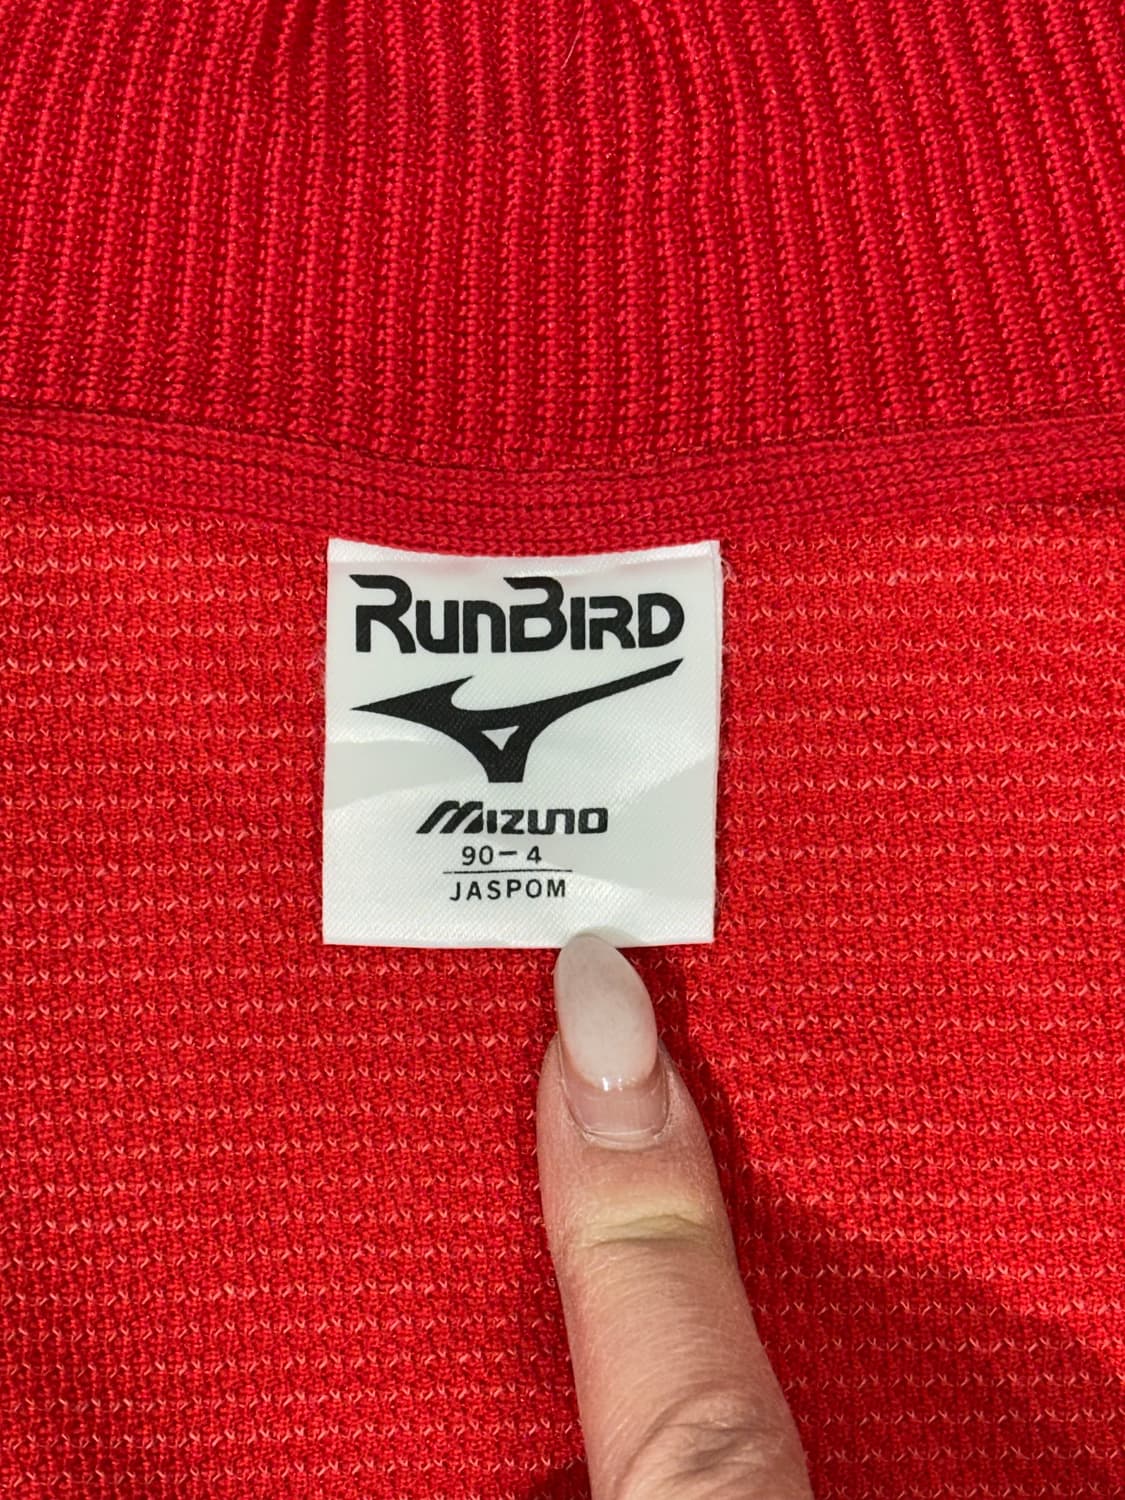 RunBird
Mizuno
90-4
JASPOM